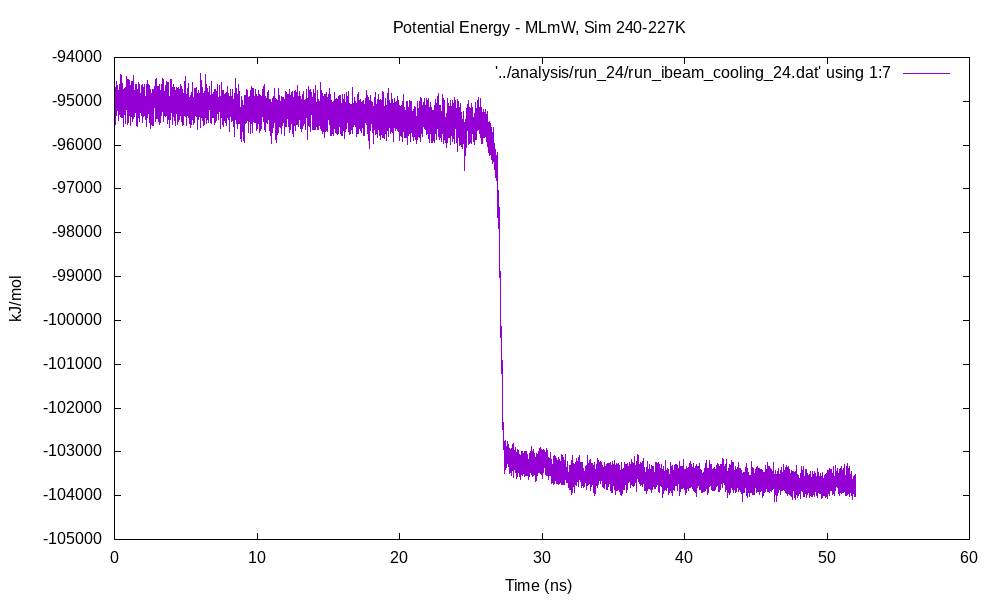 Potential Energy - MLmW, Sim 240-227K
'../analysis/run_24/run_ibeam_cooling_24.dat' using 1:7
-94000
-95000
-96000
-97000
-98000
-99000
-100000
-101000
-102000
-103000
-104000
-105000
kJ/mol
0 10 20 30 40 50 60
Time (ns)